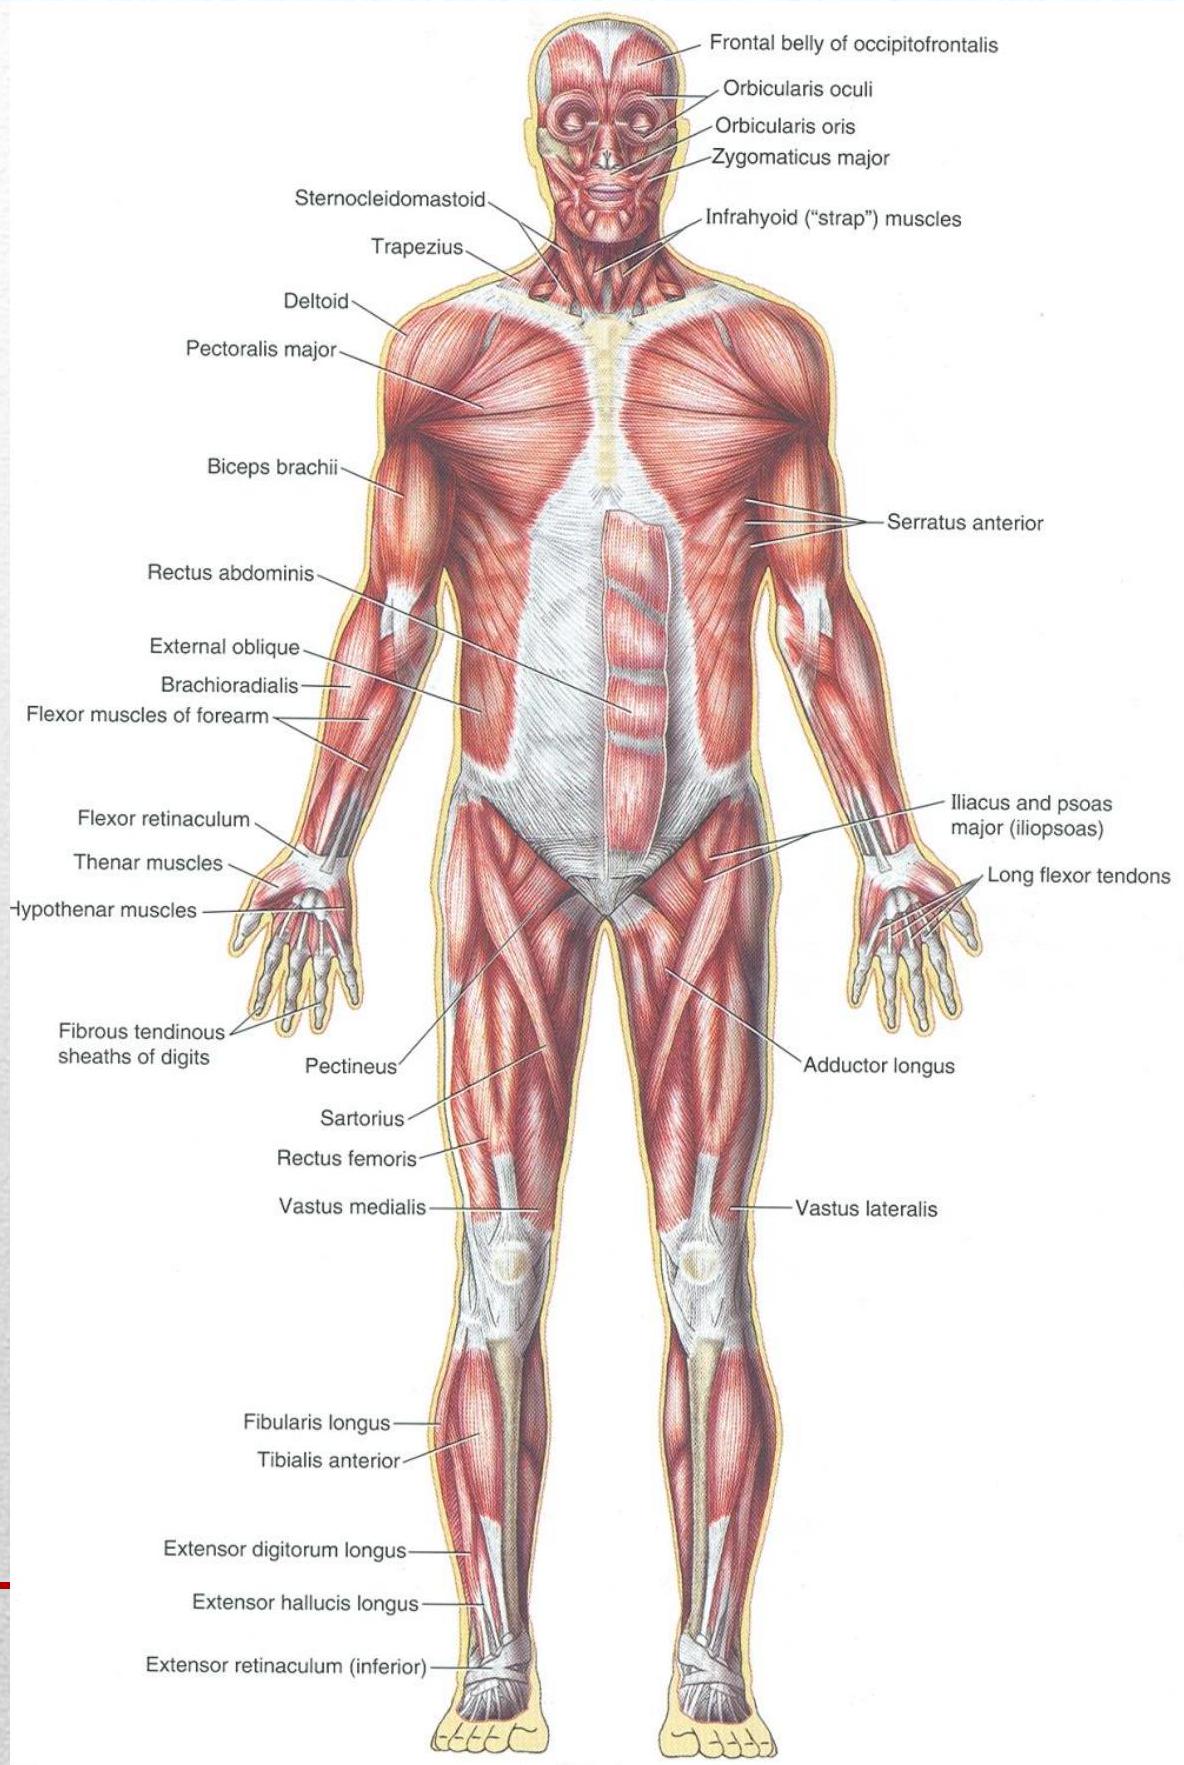 Frontal belly of occipitofrontalis
Orbicularis oculi
Orbicularis oris
Zygomaticus major
Sternocleidomastoid
Infrahyoid (“strap”) muscles
Trapezius
Deltoid
Pectoralis major
Biceps brachii
Serratus anterior
Rectus abdominis
External oblique
Brachioradialis
Flexor muscles of forearm
Iliacus and psoas
major (iliopsoas)
Flexor retinaculum
Thenar muscles
Long flexor tendons
Hypothenar muscles
Fibrous tendinous
sheaths of digits
Pectineus
Adductor longus
Sartorius
Rectus femoris
Vastus medialis
Vastus lateralis
Fibularis longus
Tibialis anterior
Extensor digitorum longus
Extensor hallucis longus
Extensor retinaculum (inferior)